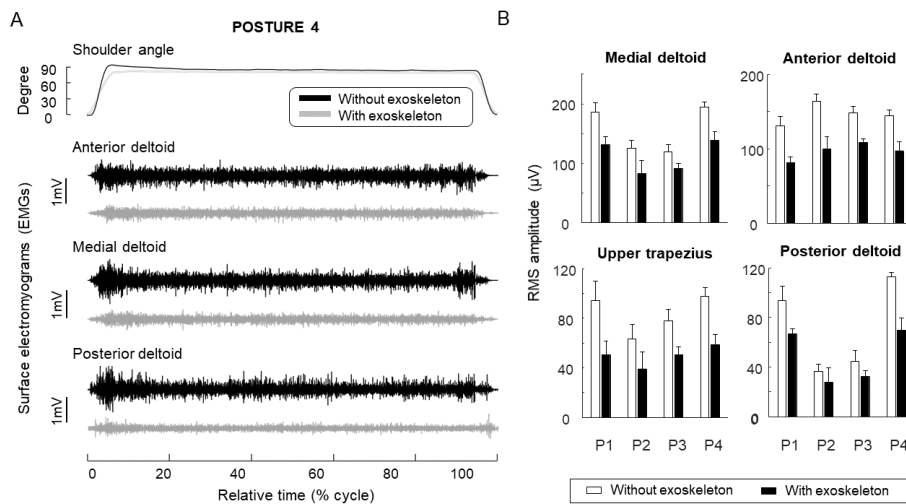 A
POSTURE 4
Shoulder angle
Degree
90
60
30
0
Without exoskeleton
With exoskeleton
Surface electromyograms (EMGs)
Anterior deltoid
1mV
Medial deltoid
1mV
Posterior deltoid
1mV
0 20 40 60 80 100
Relative time (% cycle)
B
RMS amplitude (µV)
Medial deltoid
200
100
0
Anterior deltoid
200
100
0
Upper trapezius
120
80
40
0
P1 P2 P3 P4
Posterior deltoid
120
80
40
0
P1 P2 P3 P4
Without exoskeleton With exoskeleton